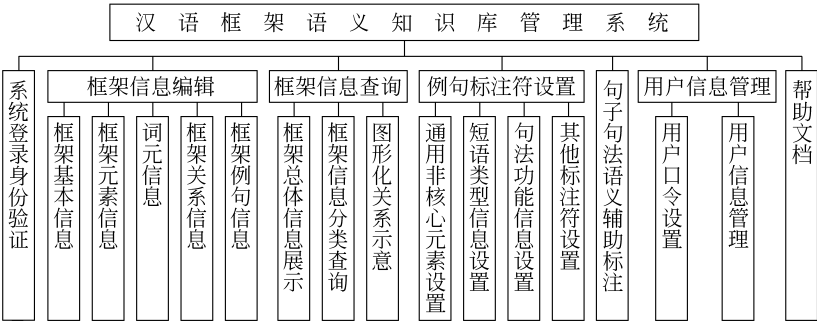 汉语框架语义知识库管理系统
系统登录身份验证
框架信息编辑
框架基本信息
框架元素信息
词元信息
框架关系信息
框架例句信息
框架信息查询
框架总体信息展示
框架信息分类查询
图形化关系示意
例句标注符设置
通用非核心元素设置
短语类型信息设置
句法功能信息设置
其他标注符设置
句子句法语义辅助标注
用户信息管理
用户口令设置
用户信息管理
帮助文档